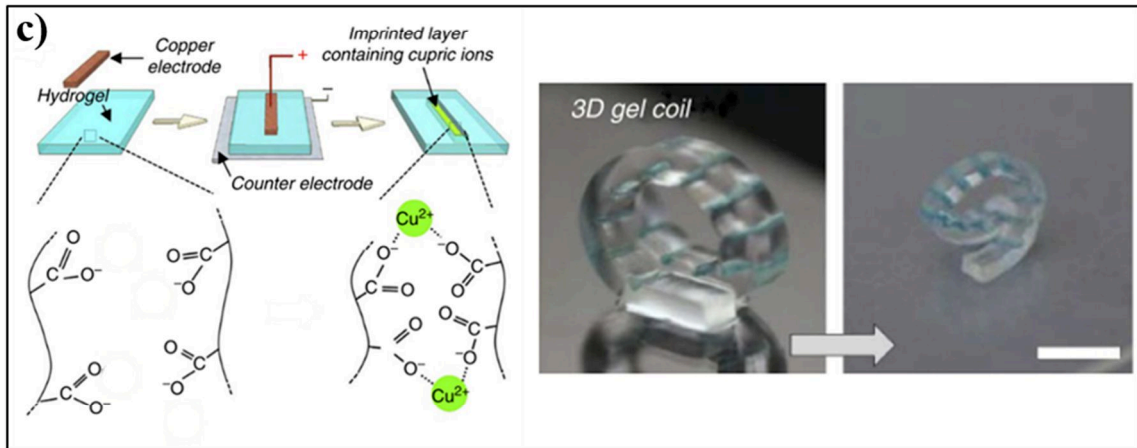 c)
Copper
electrode
Hydrogel
+
−
Counter electrode
Imprinted layer
containing cupric ions
O
C
O⁻
O
C
⁻O
O
C
O⁻
O
C
⁻O
Cu²⁺
O⁻
C
O
⁻O
C
O
O
C
O⁻
O
C
O⁻
Cu²⁺
3D gel coil